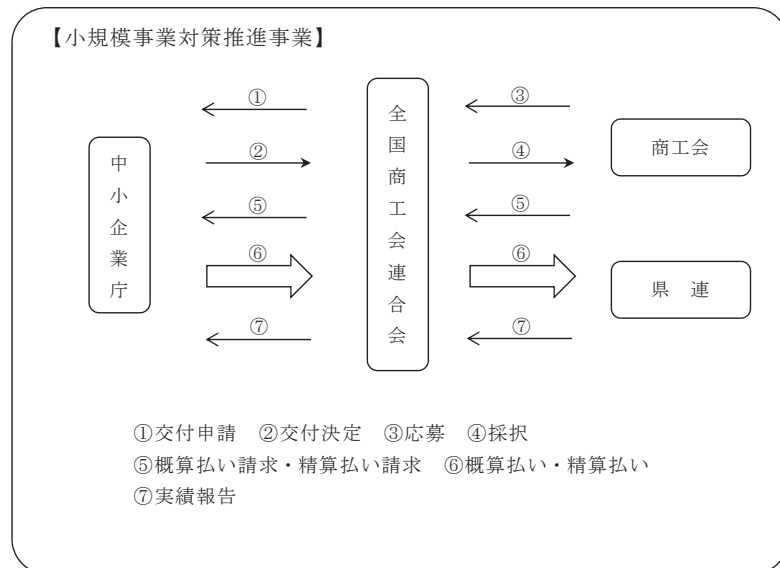 【小規模事業対策推進事業】
①
③
全国商工会連合会
商工会
中小企業庁
②
④
⑤
⑤
⑥
⑥
県 連
⑦
⑦
①交付申請 ②交付決定 ③応募 ④採択
⑤概算払い請求・精算払い請求 ⑥概算払い・精算払い
⑦実績報告